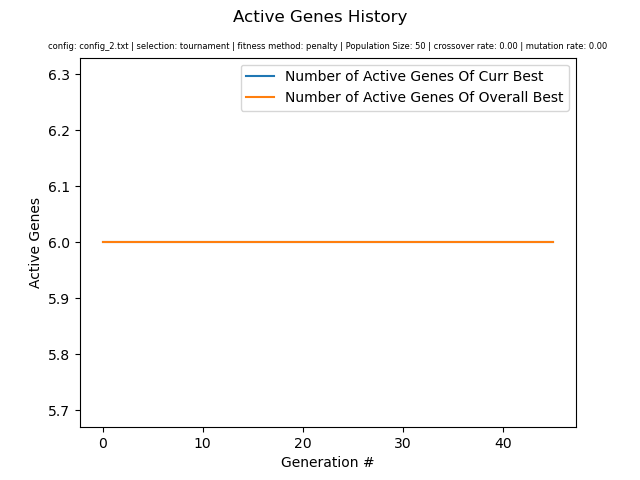 Active Genes History
config: config_2.txt | selection: tournament | fitness method: penalty | Population Size: 50 | crossover rate: 0.00 | mutation rate: 0.00
Number of Active Genes Of Curr Best
Number of Active Genes Of Overall Best
Active Genes
6.3
6.2
6.1
6.0
5.9
5.8
5.7
0 10 20 30 40
Generation #